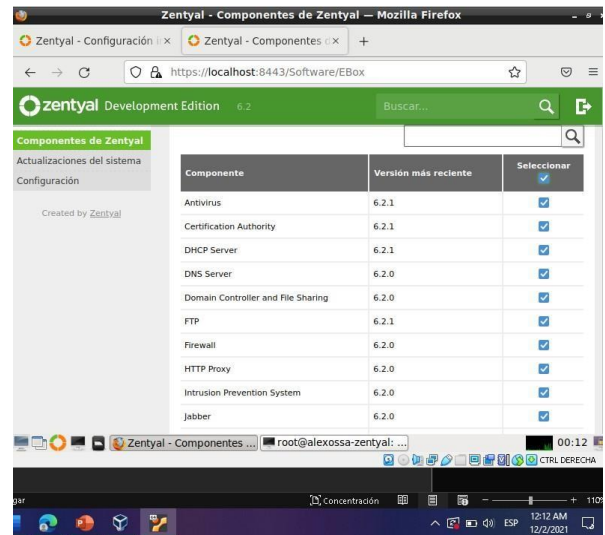 Zentyal - Componentes de Zentyal — Mozilla Firefox
Zentyal - Configuración Zentyal - Componentes
https://localhost:8443/Software/EBox
zentyal Development Edition 6.2 Buscar...
Componentes de Zentyal
Actualizaciones del sistema
Configuración
Created by Zentyal
Componente Versión más reciente Seleccionar
Antivirus 6.2.1
Certification Authority 6.2.1
DHCP Server 6.2.1
DNS Server 6.2.0
Domain Controller and File Sharing 6.2.0
FTP 6.2.1
Firewall 6.2.0
HTTP Proxy 6.2.0
Intrusion Prevention System 6.2.0
Jabber 6.2.0
Zentyal - Componentes ... root@alexossa-zentyal: ... 00:12
CTRL DERECHA
gar Concentración 110%
ESP 12:12 AM
12/2/2021